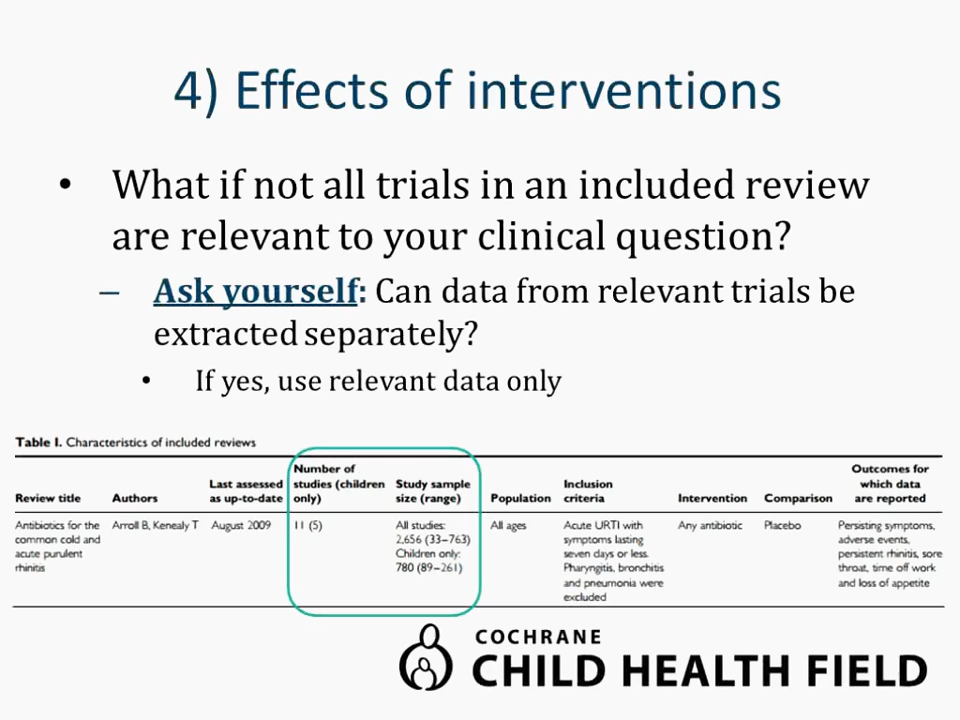 4) Effects of interventions
• What if not all trials in an included review
are relevant to your clinical question?
– Ask yourself: Can data from relevant trials be
extracted separately?
• If yes, use relevant data only
Table I. Characteristics of included reviews
Review title Authors Last assessed as up-to-date Number of studies (children only) Study sample size (range) Population Inclusion criteria Intervention Comparison Outcomes for which data are reported
Antibiotics for the common cold and acute purulent rhinitis Arroll B, Kenealy T August 2009 11 (5) All studies: 2,656 (33–763) Children only: 780 (89–261) All ages Acute URTI with symptoms lasting seven days or less. Pharyngitis, bronchitis and pneumonia were excluded Any antibiotic Placebo Persisting symptoms, adverse events, persistent rhinitis, sore throat, time off work and loss of appetite
COCHRANE
CHILD HEALTH FIELD